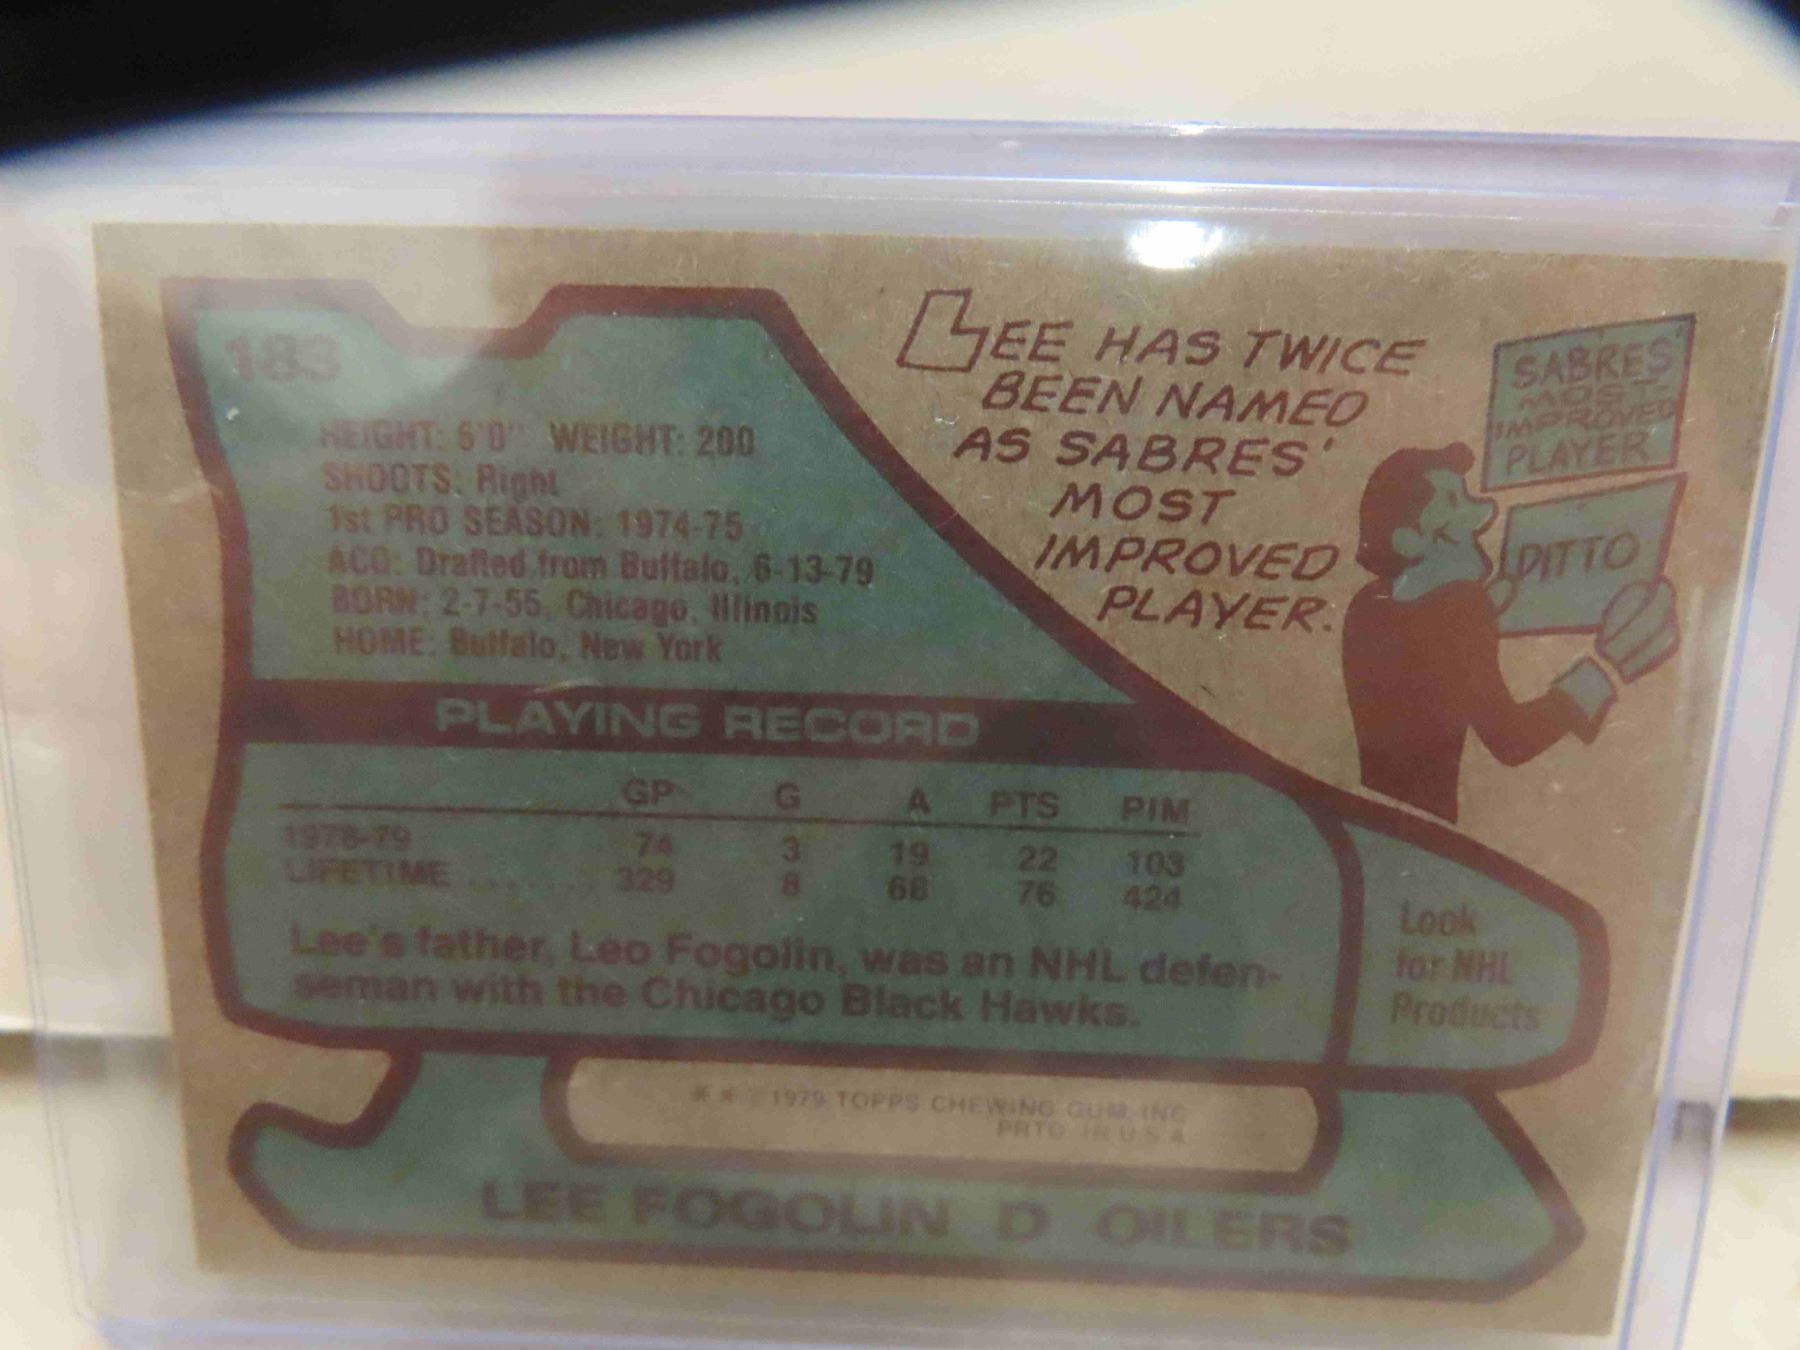 183
HEIGHT: 6'0" WEIGHT: 200
SHOOTS: Right
1st PRO SEASON: 1974-75
ACQ: Drafted from Buffalo, 6-13-79
BORN: 2-7-55, Chicago, Illinois
HOME: Buffalo, New York
LEE HAS TWICE
BEEN NAMED
AS SABRES'
MOST
IMPROVED
PLAYER.
SABRES
MOST
IMPROVED
PLAYER
DITTO
PLAYING RECORD
GP G A PTS PIM
1978-79 74 3 19 22 103
LIFETIME ........ 329 8 68 76 424
Lee's father, Leo Fogolin, was an NHL defen-
seman with the Chicago Black Hawks.
Look
for NHL
Products
* * © 1979 TOPPS CHEWING GUM, INC
PRTD IN U.S.A
LEE FOGOLIN D OILERS